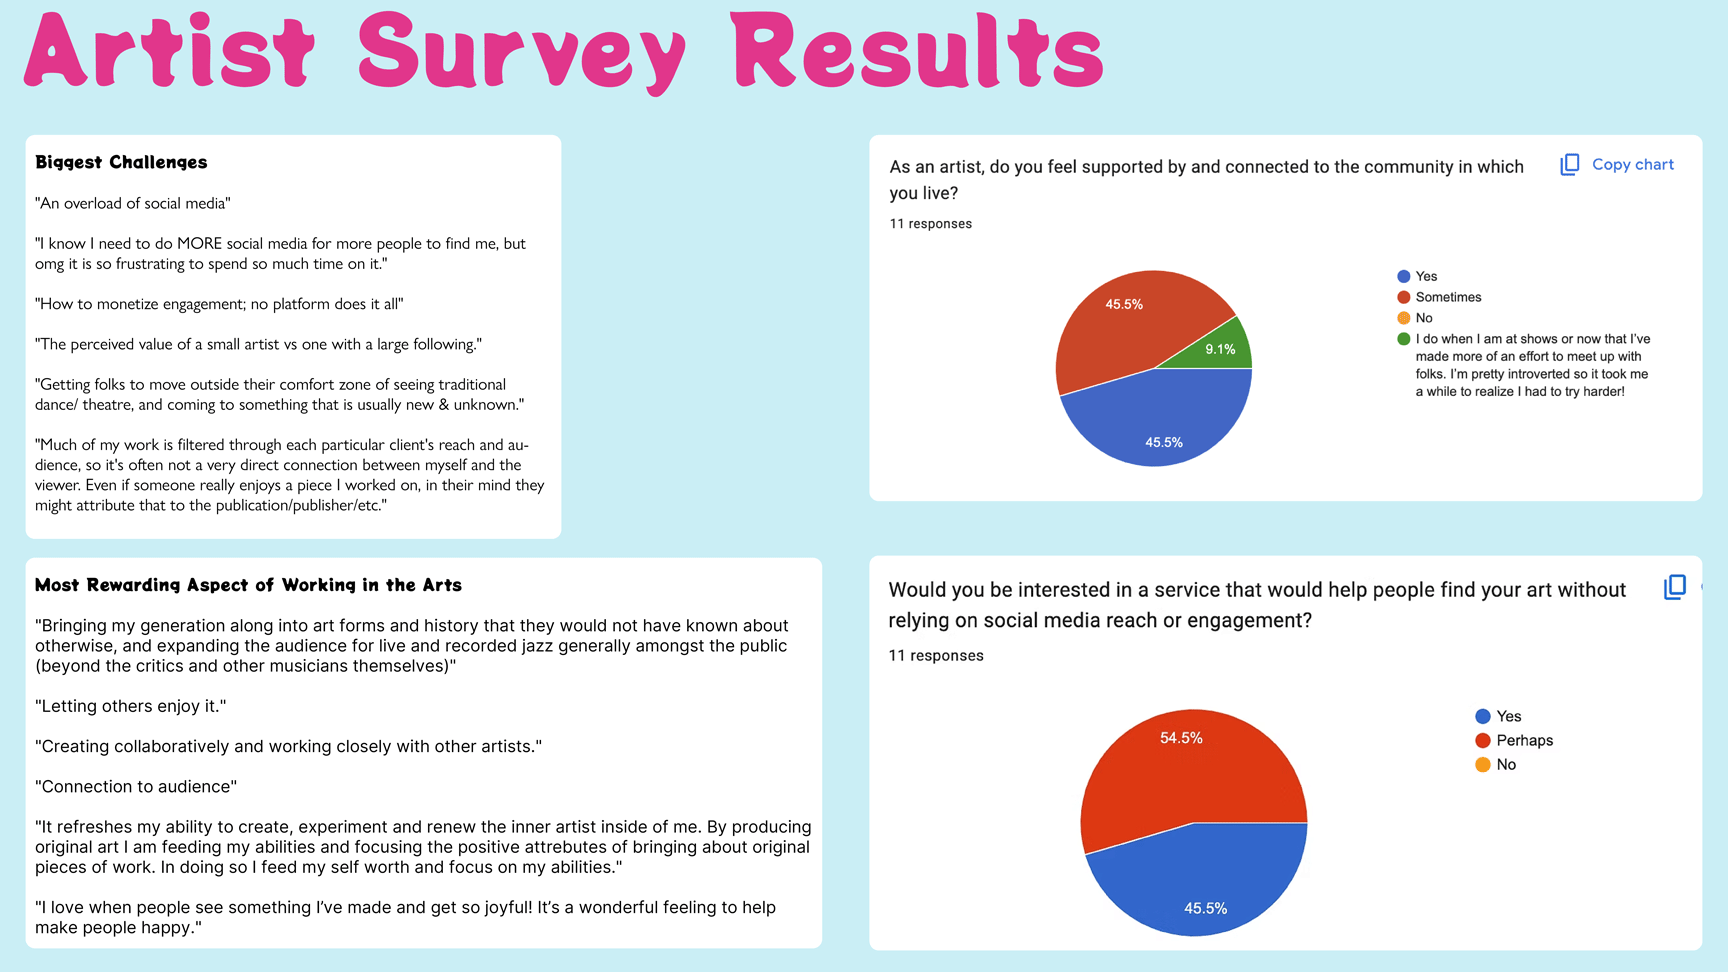 Artist Survey Results
Biggest Challenges
"An overload of social media"
"I know I need to do MORE social media for more people to find me, but
omg it is so frustrating to spend so much time on it."
"How to monetize engagement; no platform does it all"
"The perceived value of a small artist vs one with a large following."
"Getting folks to move outside their comfort zone of seeing traditional
dance/ theatre, and coming to something that is usually new & unknown."
"Much of my work is filtered through each particular client's reach and au-
dience, so it's often not a very direct connection between myself and the
viewer. Even if someone really enjoys a piece I worked on, in their mind they
might attribute that to the publication/publisher/etc."
Most Rewarding Aspect of Working in the Arts
"Bringing my generation along into art forms and history that they would not have known about
otherwise, and expanding the audience for live and recorded jazz generally amongst the public
(beyond the critics and other musicians themselves)"
"Letting others enjoy it."
"Creating collaboratively and working closely with other artists."
"Connection to audience"
"It refreshes my ability to create, experiment and renew the inner artist inside of me. By producing
original art I am feeding my abilities and focusing the positive attrebutes of bringing about original
pieces of work. In doing so I feed my self worth and focus on my abilities."
"I love when people see something I've made and get so joyful! It's a wonderful feeling to help
make people happy."
As an artist, do you feel supported by and connected to the community in which
you live?
Copy chart
11 responses
45.5%
9.1%
45.5%
Yes
Sometimes
No
I do when I am at shows or now that I've
made more of an effort to meet up with
folks. I'm pretty introverted so it took me
a while to realize I had to try harder!
Would you be interested in a service that would help people find your art without
relying on social media reach or engagement?
11 responses
54.5%
45.5%
Yes
Perhaps
No